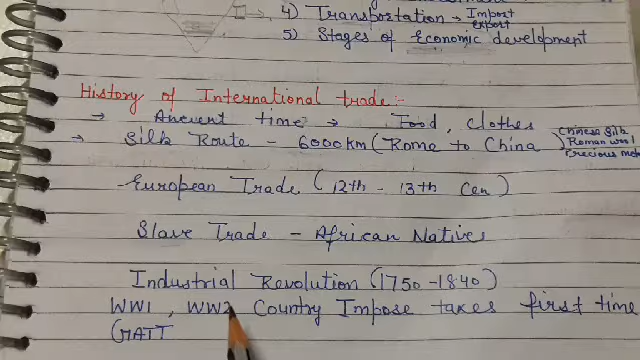 4) Transportation → Import
export
5) Stages of Economic development
History of International trade :-
→ Ancient time → Food, Clothes
→ Silk Route - 6000km (Rome to China) Chinese Silk
Roman wool
Precious met
European Trade (12th - 13th Cen)
Slave Trade - African Natives
Industrial Revolution (1750-1840)
WW1, WW2 Country Impose taxes first time
GATT